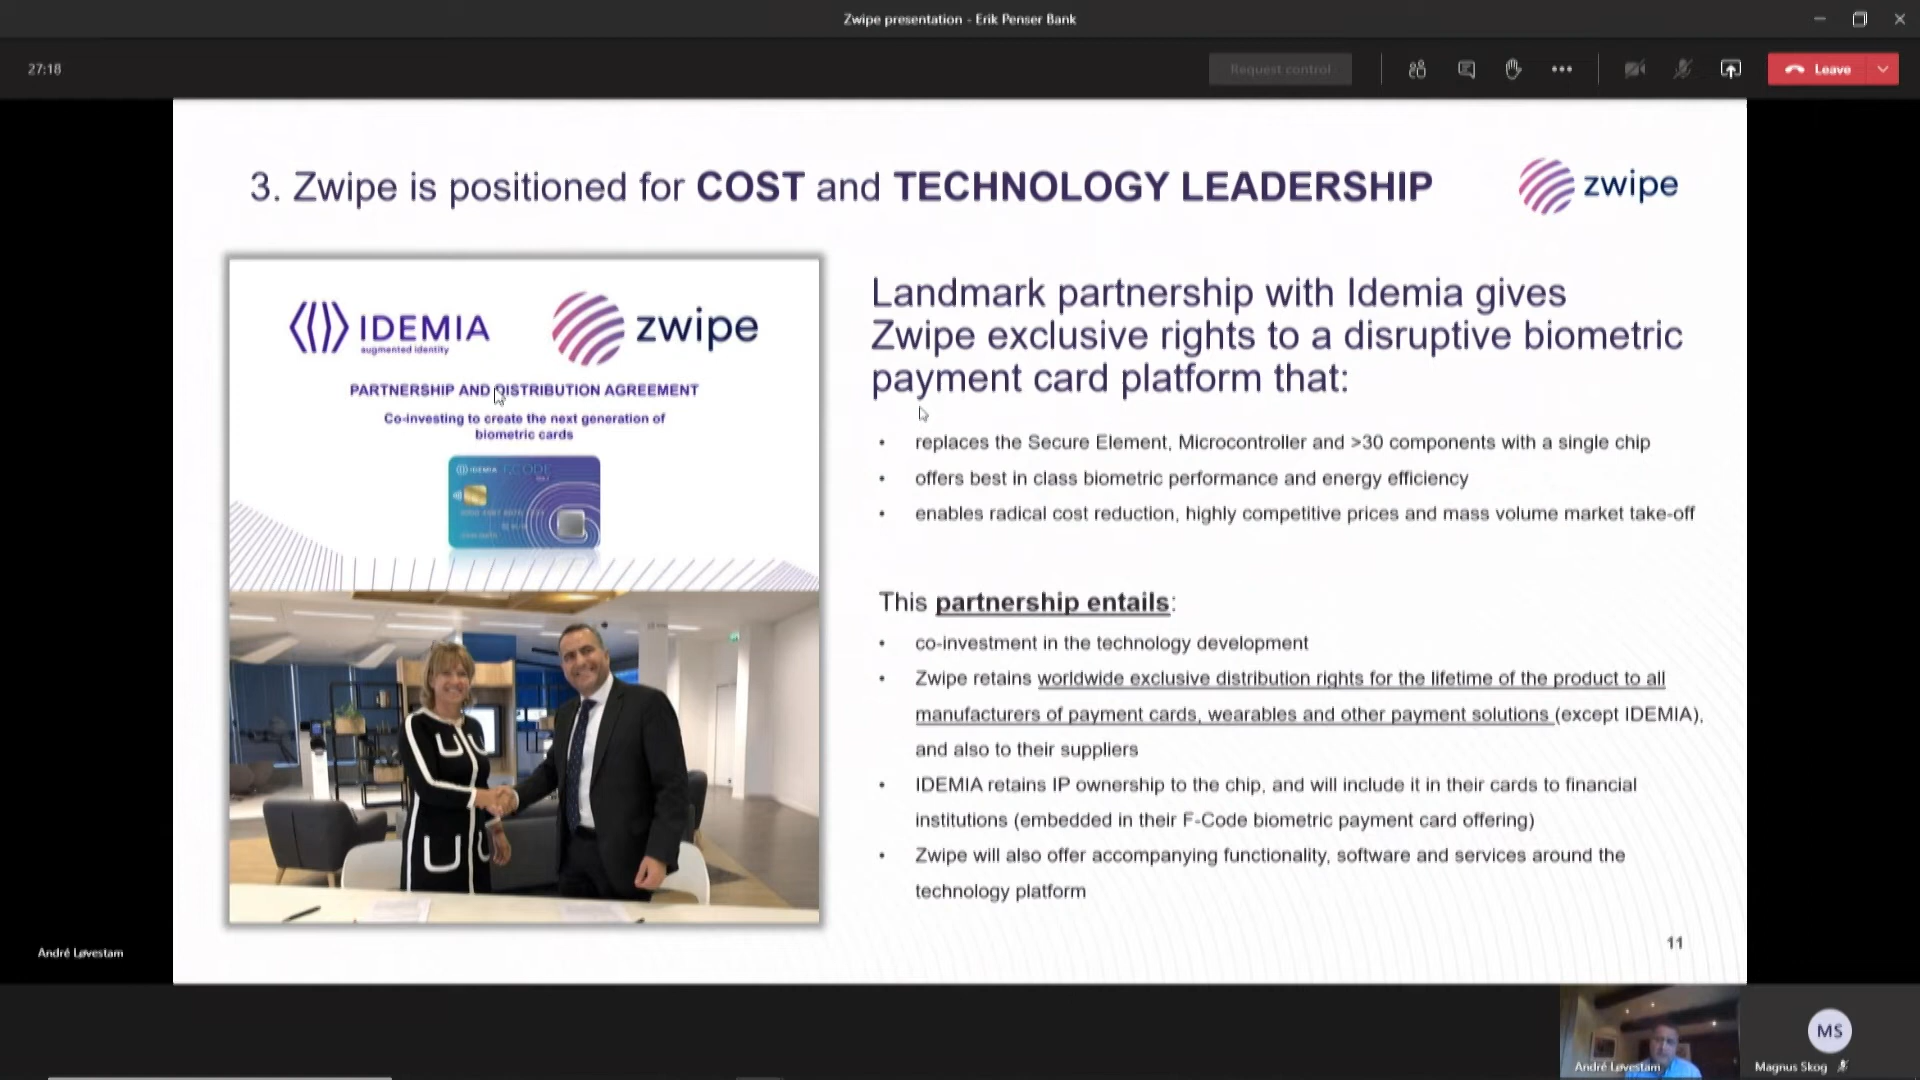 Zwipe presentation - Erik Penser Bank
27:18
Request control
Leave
3. Zwipe is positioned for COST and TECHNOLOGY LEADERSHIP
zwipe
IDEMIA
augmented identity
zwipe
PARTNERSHIP AND DISTRIBUTION AGREEMENT
Co-investing to create the next generation of
biometric cards
IDEMIA F.CODE
Landmark partnership with Idemia gives
Zwipe exclusive rights to a disruptive biometric
payment card platform that:
• replaces the Secure Element, Microcontroller and >30 components with a single chip
• offers best in class biometric performance and energy efficiency
• enables radical cost reduction, highly competitive prices and mass volume market take-off
This partnership entails:
• co-investment in the technology development
• Zwipe retains worldwide exclusive distribution rights for the lifetime of the product to all
manufacturers of payment cards, wearables and other payment solutions (except IDEMIA),
and also to their suppliers
• IDEMIA retains IP ownership to the chip, and will include it in their cards to financial
institutions (embedded in their F-Code biometric payment card offering)
• Zwipe will also offer accompanying functionality, software and services around the
technology platform
11
André Løvestam
André Løvestam
MS
Magnus Skog